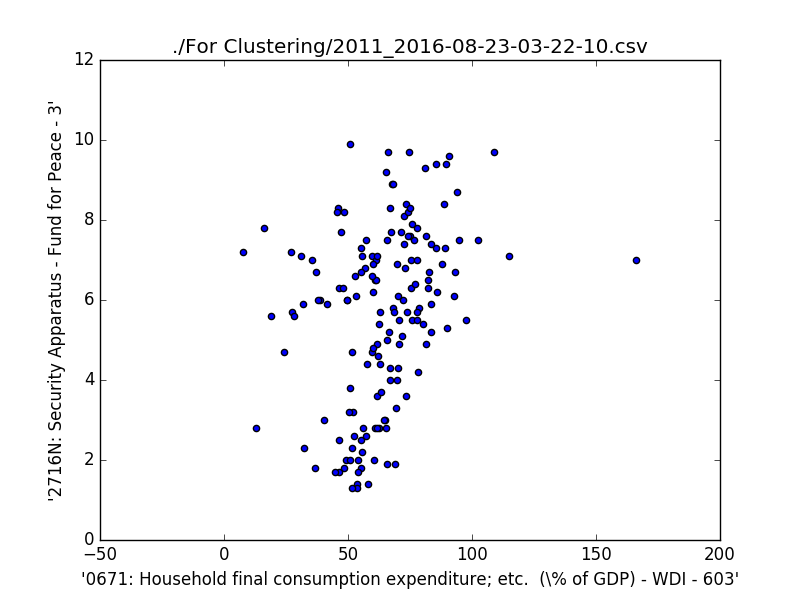 ./For Clustering/2011_2016-08-23-03-22-10.csv
'2716N: Security Apparatus - Fund for Peace - 3'
12
10
8
6
4
2
0
−50 0 50 100 150 200
'0671: Household final consumption expenditure; etc.  (\% of GDP) - WDI - 603'